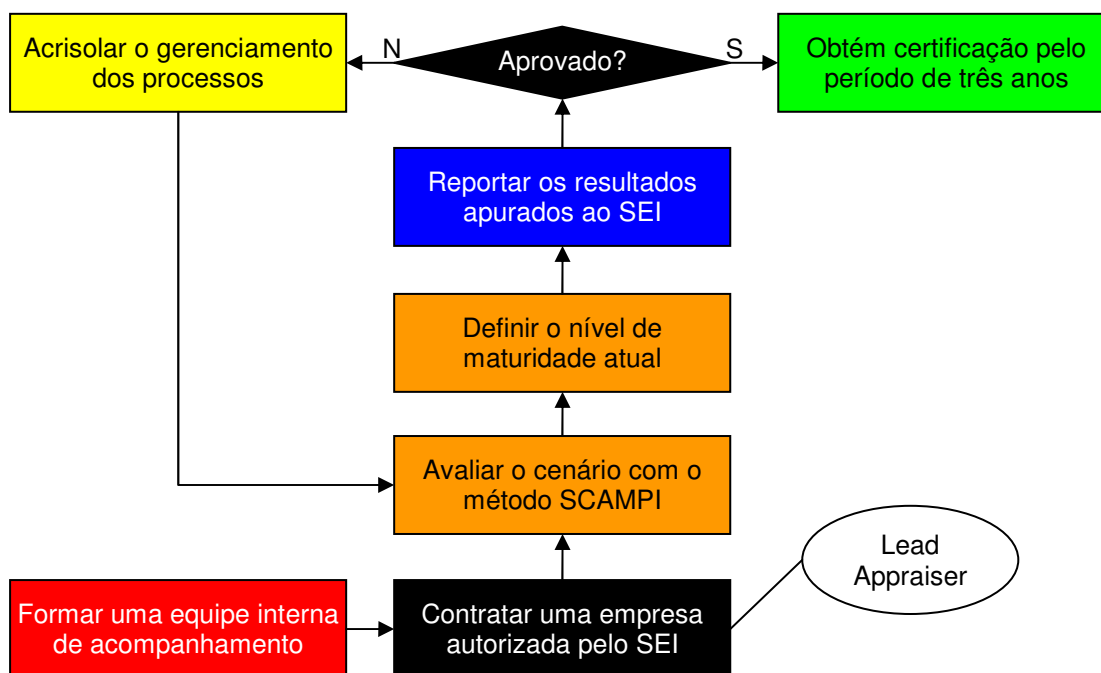 Acrisolar o gerenciamento
dos processos
N
Aprovado?
S
Obtém certificação pelo
período de três anos
Reportar os resultados
apurados ao SEI
Definir o nível de
maturidade atual
Avaliar o cenário com o
método SCAMPI
Lead
Appraiser
Formar uma equipe interna
de acompanhamento
Contratar uma empresa
autorizada pelo SEI